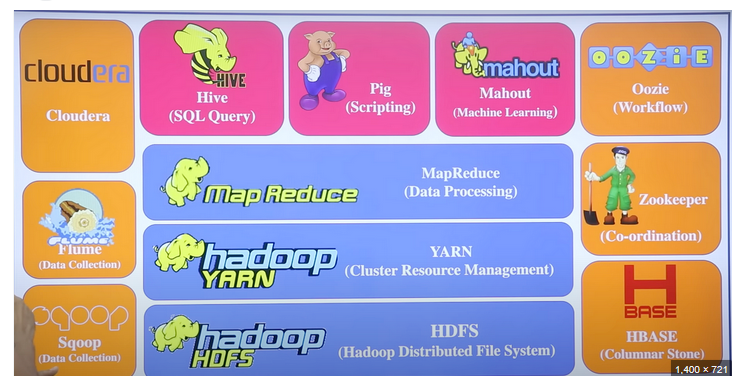 cloudera
Cloudera
HIVE
Hive
(SQL Query)
Pig
(Scripting)
mahout
Mahout
(Machine Learning)
OOZiE
Oozie
(Workflow)
Map Reduce
MapReduce
(Data Processing)
FLUME
Flume
(Data Collection)
Zookeeper
(Co-ordination)
hadoop
YARN
YARN
(Cluster Resource Management)
sqoop
Sqoop
(Data Collection)
hadoop
HDFS
HDFS
(Hadoop Distributed File System)
H
BASE
HBASE
(Columnar Stone)
1,400 × 721